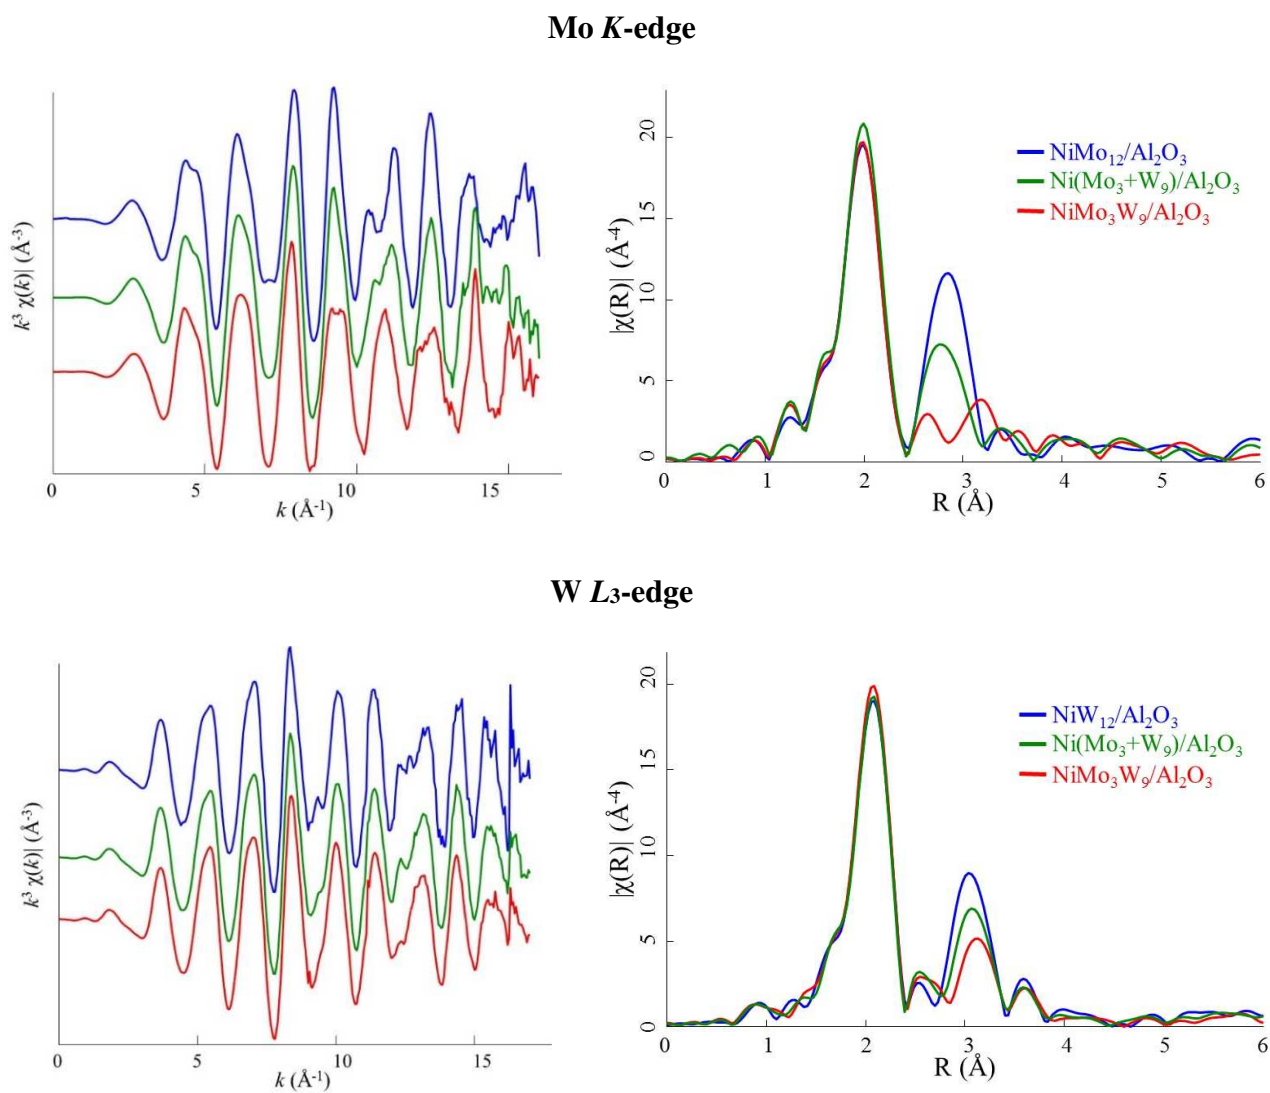 Mo K-edge
k³ χ(k)| (Å⁻³)
0 5 10 15
k (Å⁻¹)
|χ(R)| (Å⁻⁴)
20
15
10
5
0
NiMo₁₂/Al₂O₃
Ni(Mo₃+W₉)/Al₂O₃
NiMo₃W₉/Al₂O₃
0 1 2 3 4 5 6
R (Å)
W L₃-edge
k³ χ(k)| (Å⁻³)
0 5 10 15
k (Å⁻¹)
|χ(R)| (Å⁻⁴)
20
15
10
5
0
NiW₁₂/Al₂O₃
Ni(Mo₃+W₉)/Al₂O₃
NiMo₃W₉/Al₂O₃
0 1 2 3 4 5 6
R (Å)